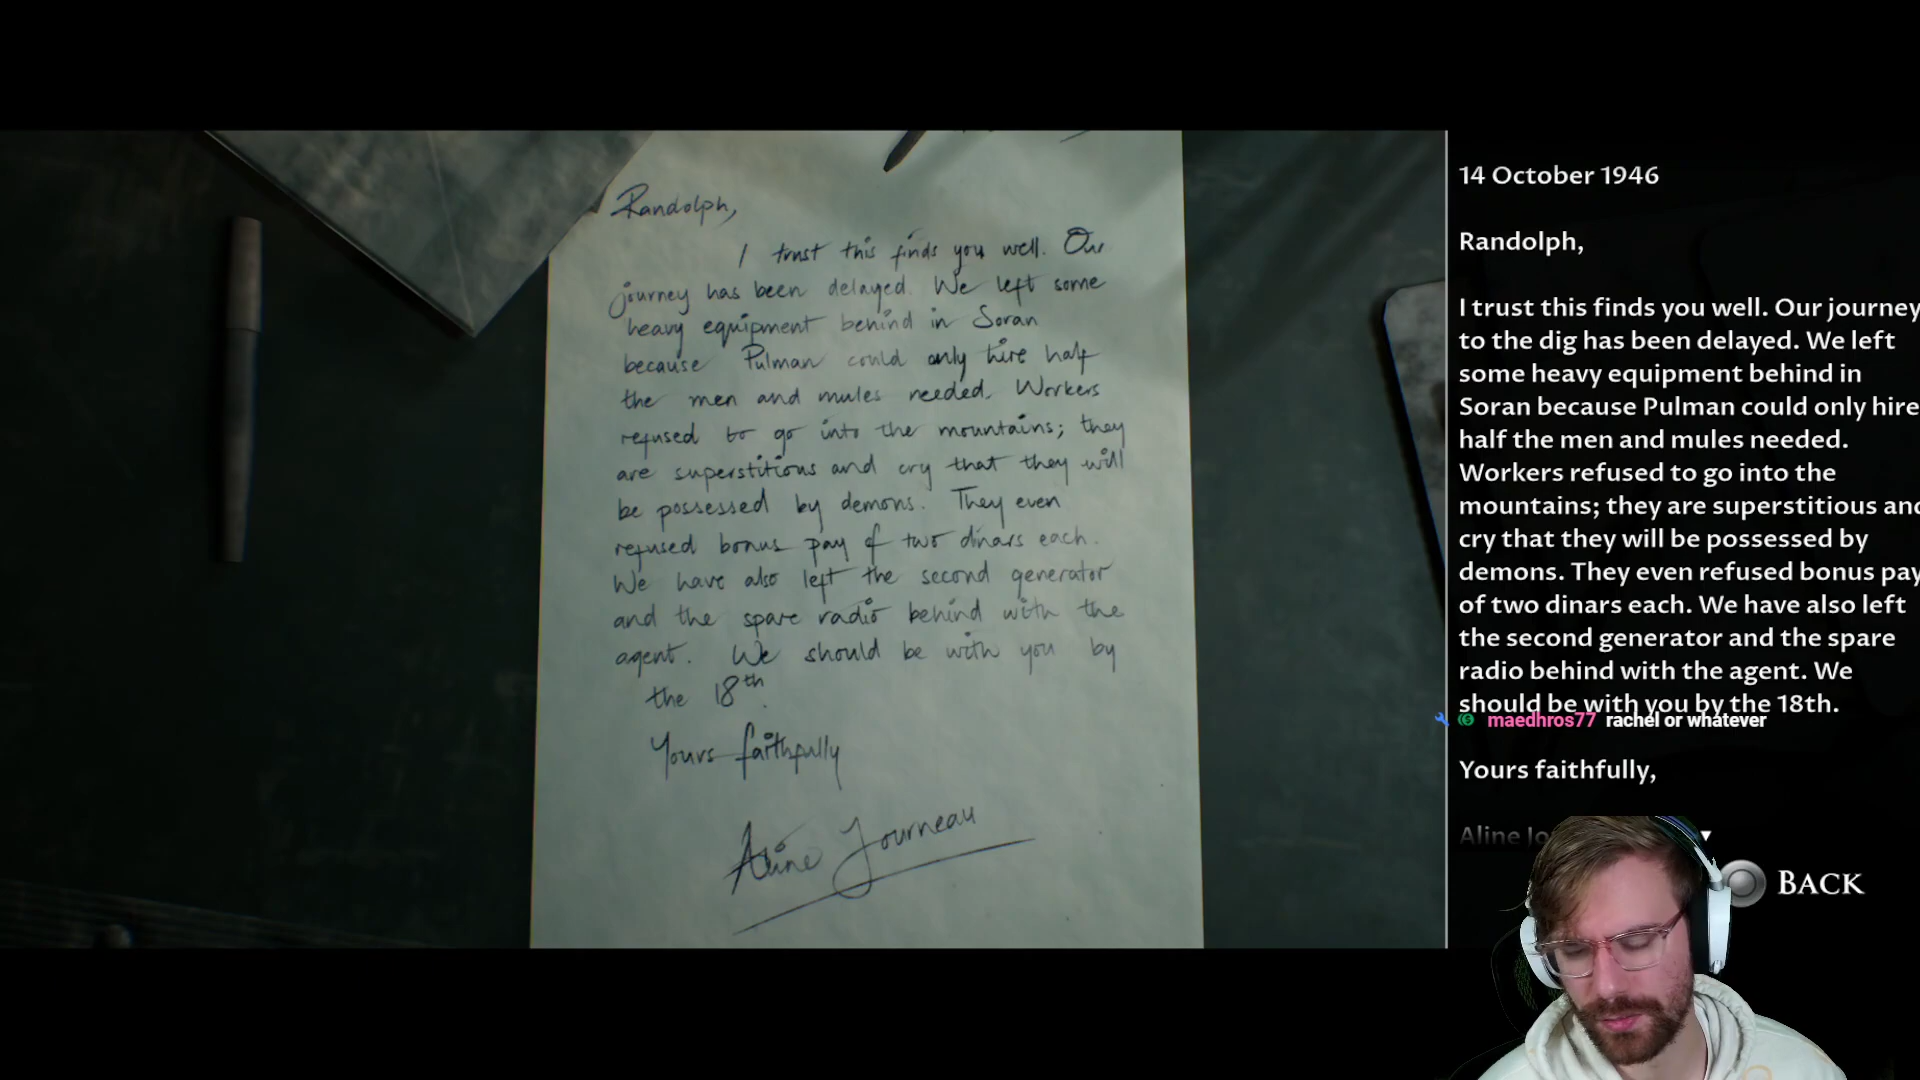 Randolph,
I trust this finds you well. Our
journey has been delayed. We left some
heavy equipment behind in Soran
because Pulman could only hire half
the men and mules needed. Workers
refused to go into the mountains; they
are superstitious and cry that they will
be possessed by demons. They even
refused bonus pay of two dinars each.
We have also left the second generator
and the spare radio behind with the
agent. We should be with you by
the 18th.
Yours faithfully
Aline Journeau
14 October 1946
Randolph,
I trust this finds you well. Our journey
to the dig has been delayed. We left
some heavy equipment behind in
Soran because Pulman could only hire
half the men and mules needed.
Workers refused to go into the
mountains; they are superstitious and
cry that they will be possessed by
demons. They even refused bonus pay
of two dinars each. We have also left
the second generator and the spare
radio behind with the agent. We
should be with you by the 18th.
maedhros77 rachel or whatever
Yours faithfully,
Aline
BACK